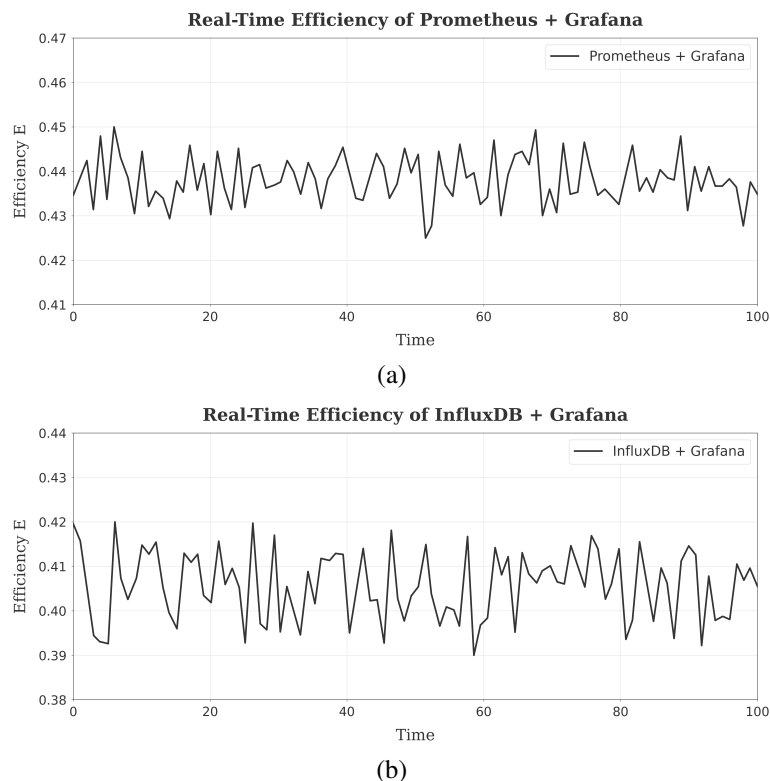 Real-Time Efficiency of Prometheus + Grafana
0.47
0.46
0.45
0.44
0.43
0.42
0.41
Efficiency E
Prometheus + Grafana
0 20 40 60 80 100
Time
(a)
Real-Time Efficiency of InfluxDB + Grafana
0.44
0.43
0.42
0.41
0.40
0.39
0.38
Efficiency E
InfluxDB + Grafana
0 20 40 60 80 100
Time
(b)